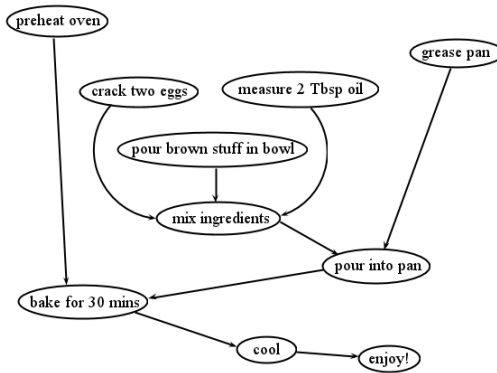 preheat oven
grease pan
crack two eggs
measure 2 Tbsp oil
pour brown stuff in bowl
mix ingredients
pour into pan
bake for 30 mins
cool
enjoy!